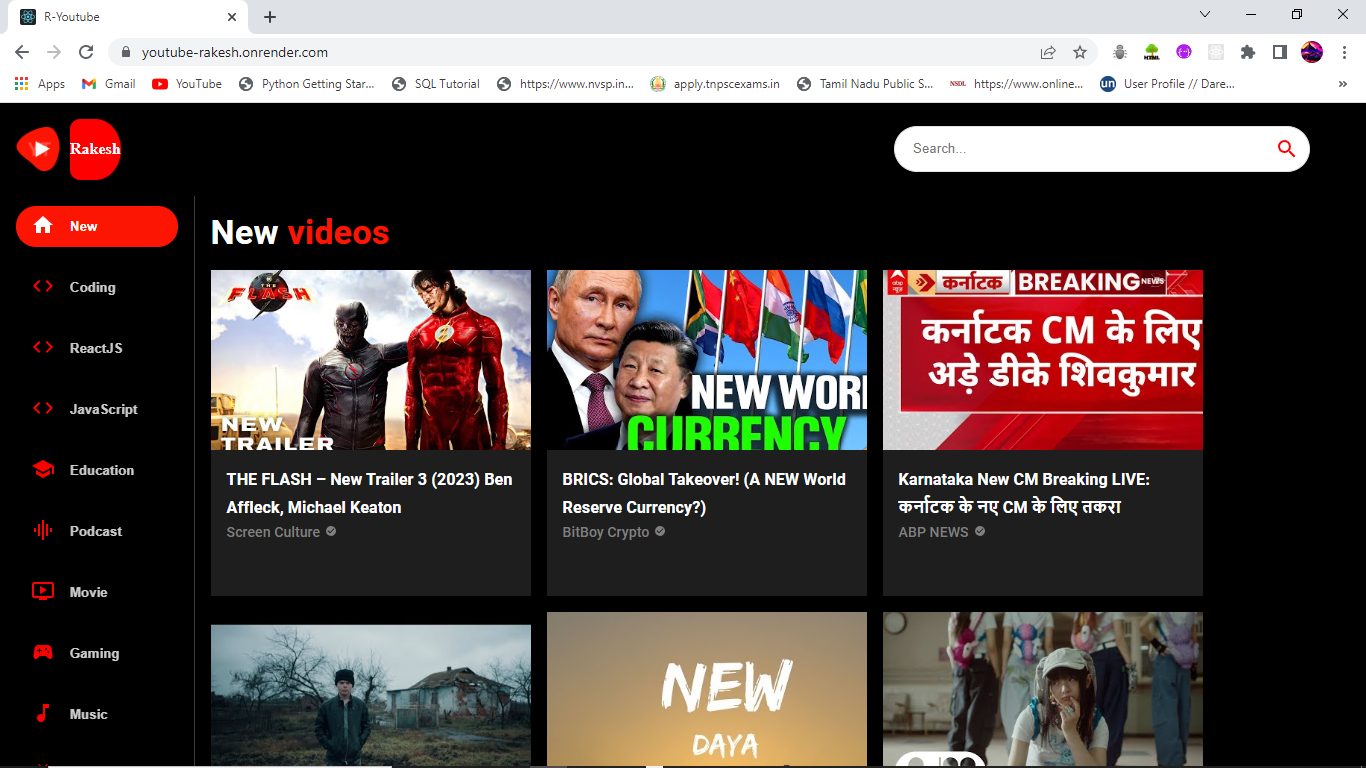 R-Youtube
youtube-rakesh.onrender.com
HTML
Apps
Gmail
YouTube
Python Getting Star...
SQL Tutorial
https://www.nvsp.in...
apply.tnpscexams.in
Tamil Nadu Public S...
NSDL
https://www.online...
un
User Profile // Dare...
»
Rakesh
Search...
New
Coding
ReactJS
JavaScript
Education
Podcast
Movie
Gaming
Music
New videos
THE
FLASH
NEW
TRAILER
THE FLASH – New Trailer 3 (2023) Ben
Affleck, Michael Keaton
Screen Culture
NEW WORL
CURRENCY
BRICS: Global Takeover! (A NEW World
Reserve Currency?)
BitBoy Crypto
abp
न्यूज़
कर्नाटक
BREAKING NEWS
कर्नाटक CM के लिए
अड़े डीके शिवकुमार
Karnataka New CM Breaking LIVE:
कर्नाटक के नए CM के लिए तकरा
ABP NEWS
NEW
DAYA